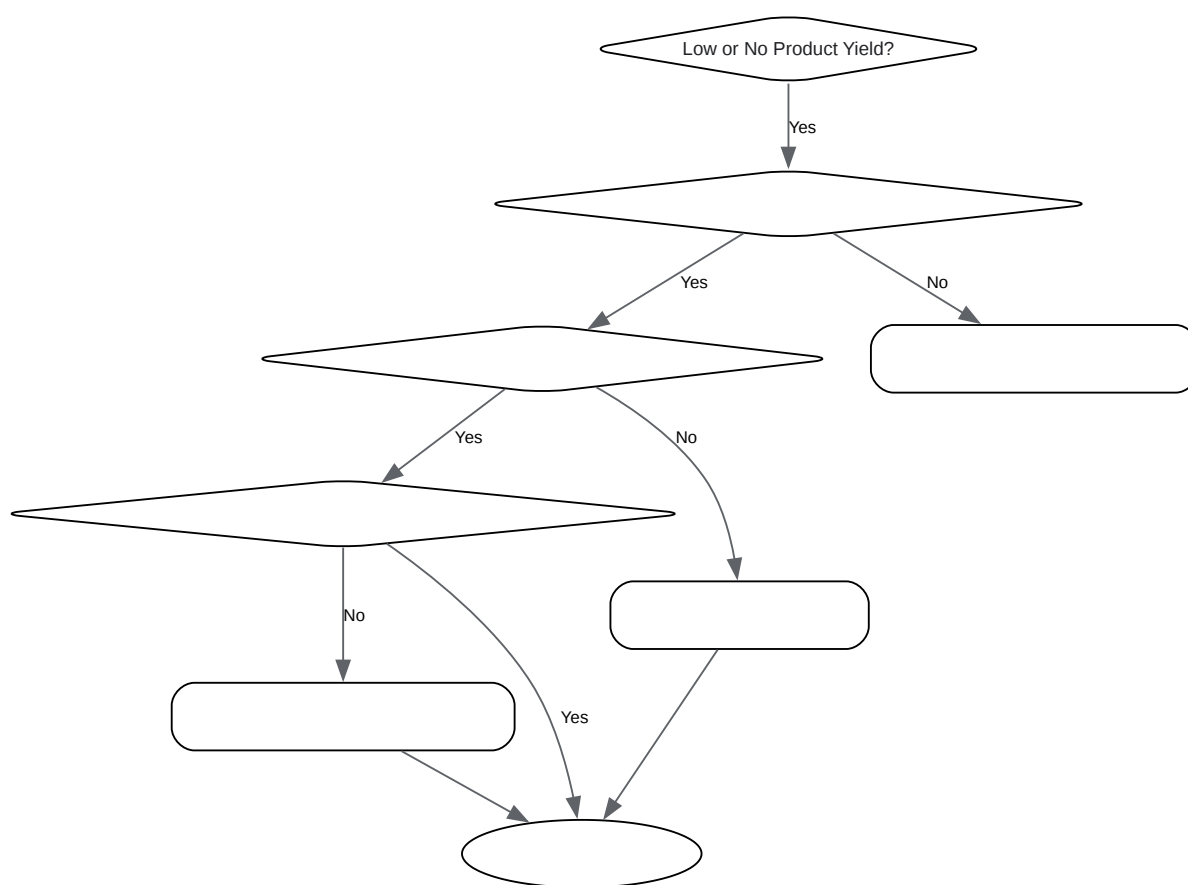 Low or No Product Yield?
Yes
Yes
No
Yes
No
No
Yes